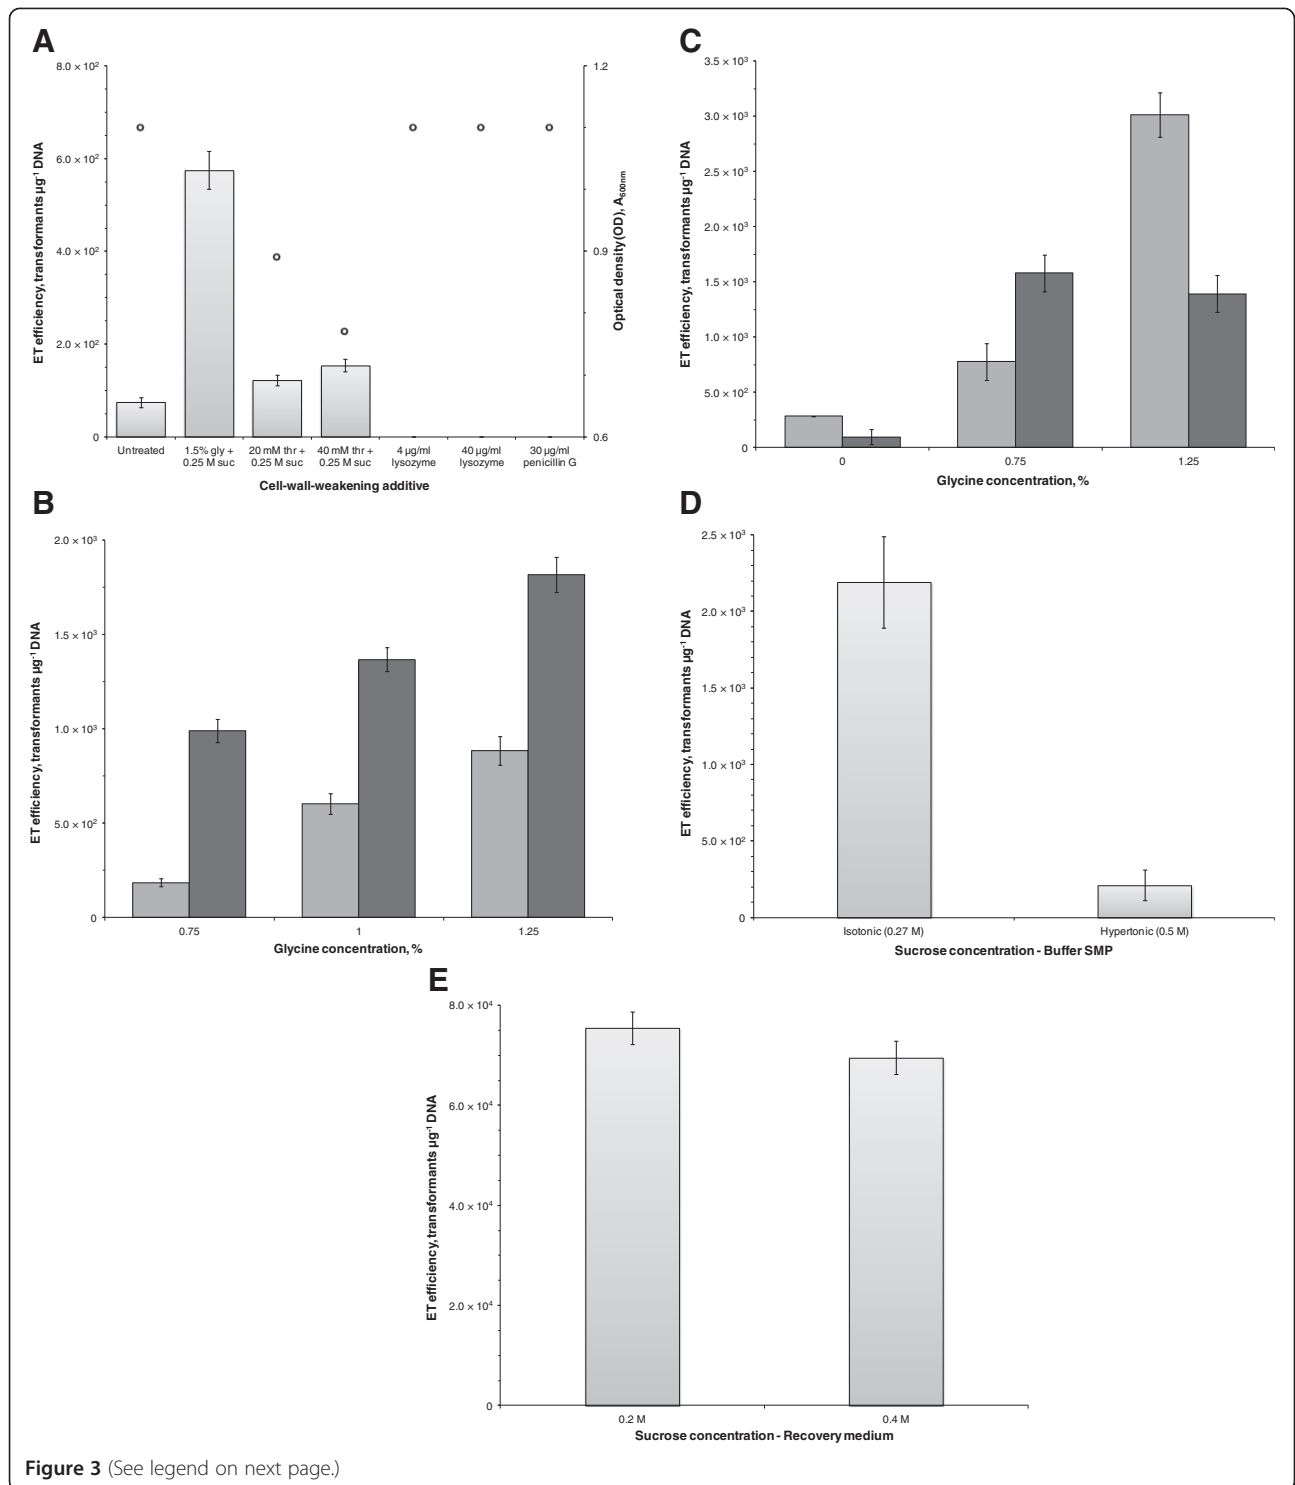 A
8.0 × 10²
6.0 × 10²
4.0 × 10²
2.0 × 10²
0
ET efficiency, transformants µg⁻¹ DNA
1.2
0.9
0.6
Optical density (OD), A600nm
Untreated
1.5% gly +
0.25 M suc
20 mM thr +
0.25 M suc
40 mM thr +
0.25 M suc
4 µg/ml
lysozyme
40 µg/ml
lysozyme
30 µg/ml
penicillin G
Cell-wall-weakening additive
C
3.5 × 10³
3.0 × 10³
2.5 × 10³
2.0 × 10³
1.5 × 10³
1.0 × 10³
5.0 × 10²
0
ET efficiency, transformants µg⁻¹ DNA
0
0.75
1.25
Glycine concentration, %
B
2.0 × 10³
1.5 × 10³
1.0 × 10³
5.0 × 10²
0
ET efficiency, transformants µg⁻¹ DNA
0.75
1
1.25
Glycine concentration, %
D
2.5 × 10³
2.0 × 10³
1.5 × 10³
1.0 × 10³
5.0 × 10²
0
ET efficiency, transformants µg⁻¹ DNA
Isotonic (0.27 M)
Hypertonic (0.5 M)
Sucrose concentration - Buffer SMP
E
8.0 × 10⁴
6.0 × 10⁴
4.0 × 10⁴
2.0 × 10⁴
0
ET efficiency, transformants µg⁻¹ DNA
0.2 M
0.4 M
Sucrose concentration - Recovery medium
Figure 3 (See legend on next page.)